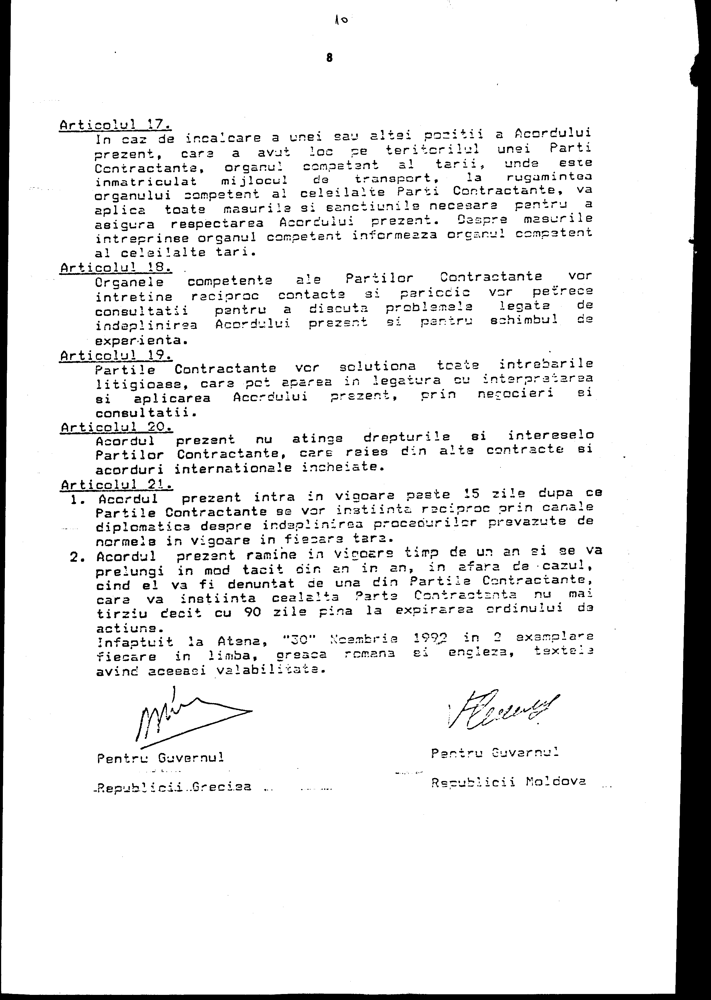 10
8
Articolul 17.
In caz de incalcare a unei sau altei pozitii a Acordului
prezent, care a avut loc pe teritorilul unei Parti
Contractante, organul competent al tarii, unde este
inmatriculat mijlocul de transport, la rugamintea
organului competent al celeilalte Parti Contractante, va
aplica toate masurile si sanctiunile necesare pentru a
asigura respectarea Acordului prezent. Despre masurile
intreprinse organul competent informeaza organul competent
al celeilalte tari.
Articolul 18.
Organele competente ale Partilor Contractante vor
intretine reciproc contacte si periodic vor petrece
consultatii pentru a discuta problemele legate de
indeplinirea Acordului prezent si pentru schimbul de
experienta.
Articolul 19.
Partile Contractante vor solutiona toate intrebarile
litigioase, care pot aparea in legatura cu interpretarea
si aplicarea Acordului prezent, prin negocieri si
consultatii.
Articolul 20.
Acordul prezent nu atinge drepturile si intereselo
Partilor Contractante, care reies din alte contracte si
acorduri internationale incheiate.
Articolul 21.
1. Acordul prezent intra in vigoare peste 15 zile dupa ce
Partile Contractante se vor instiinta reciproc prin canale
diplomatice despre indeplinirea procedurilor prevazute de
normele in vigoare in fiecare tara.
2. Acordul prezent ramine in vigoare timp de un an si se va
prelungi in mod tacit din an in an, in afara de cazul,
cind el va fi denuntat de una din Partile Contractante,
care va instiinta cealalta Parte Contractanta nu mai
tirziu decit cu 90 zile pina la expirarea ordinului de
actiune.
Infaptuit la Atena, "30" Noembrie 1992 in 2 exemplare
fiecare in limba, greaca romana si engleza, textele
avind aceeasi valabilitate.
Pentru Guvernul
Republicii Greciea
Pentru Guvernul
Republicii Moldova